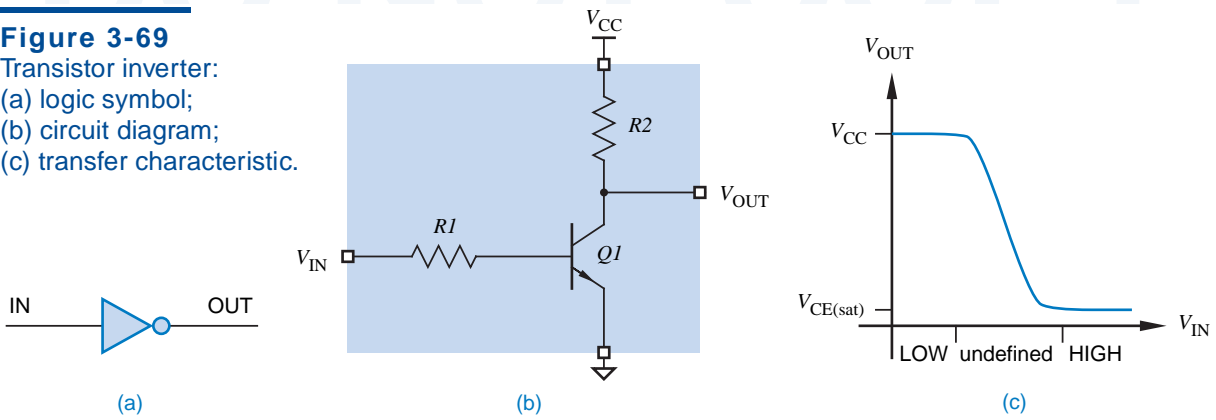 Figure 3-69
Transistor inverter:
(a) logic symbol;
(b) circuit diagram;
(c) transfer characteristic.
IN
OUT
(a)
VCC
R2
VOUT
R1
VIN
Q1
(b)
VOUT
VCC
VCE(sat)
VIN
LOW undefined HIGH
(c)